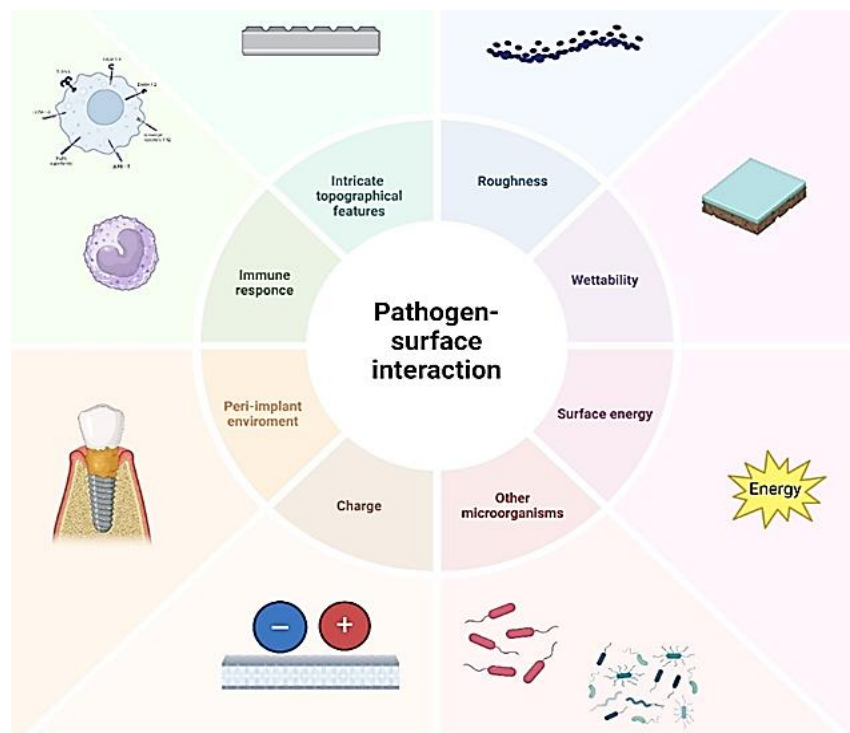 Intricate
topographical
features
Roughness
Immune
responce
Wettability
Pathogen-
surface
interaction
Peri-implant
enviroment
Surface energy
Charge
Other
microorganisms
Energy
− +